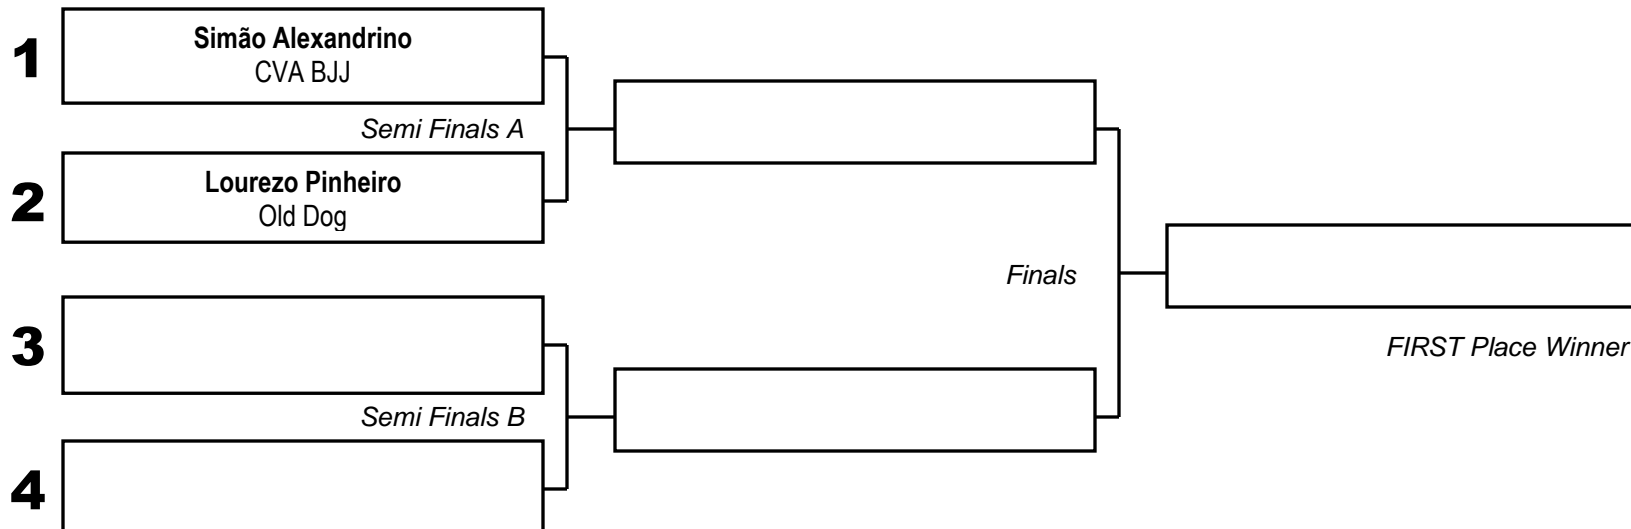 1
Simão Alexandrino
CVA BJJ
Semi Finals A
2
Lourezo Pinheiro
Old Dog
Finals
3
FIRST Place Winner
Semi Finals B
4